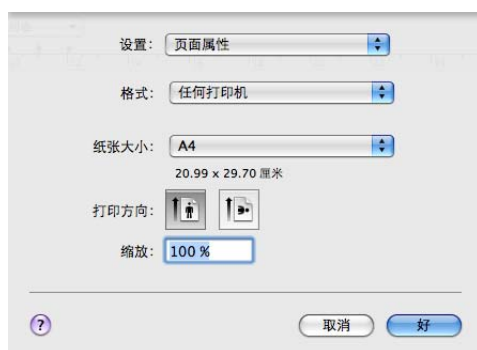 设置： 页面属性
格式： 任何打印机
纸张大小： A4
20.99 x 29.70 厘米
打印方向：
缩放： 100 %
? 取消 好